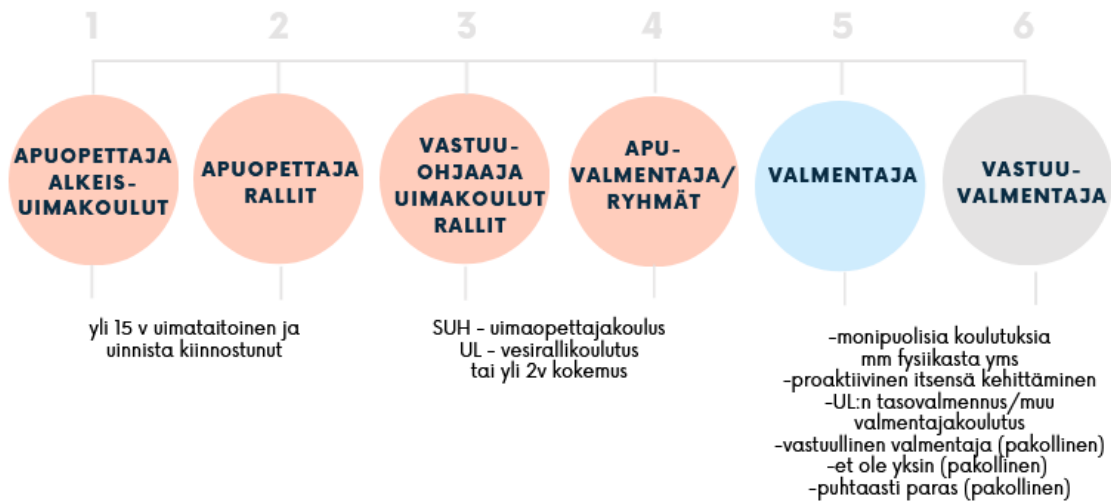 1
2
3
4
5
6
APUOPETTAJA
ALKEIS-
UIMAKOULUT
APUOPETTAJA
RALLIT
VASTUU-
OHJAAJA
UIMAKOULUT
RALLIT
APU-
VALMENTAJA/
RYHMÄT
VALMENTAJA
VASTUU-
VALMENTAJA
yli 15 v uimataitoinen ja
uinnista kiinnostunut
SUH - uimaopettajakoulus
UL - vesirallikoulutus
tai yli 2v kokemus
-monipuolisia koulutuksia
mm fysiikasta yms
-proaktiivinen itsensä kehittäminen
-UL:n tasovalmennus/muu
valmentajakoulutus
-vastuullinen valmentaja (pakollinen)
-et ole yksin (pakollinen)
-puhtaasti paras (pakollinen)